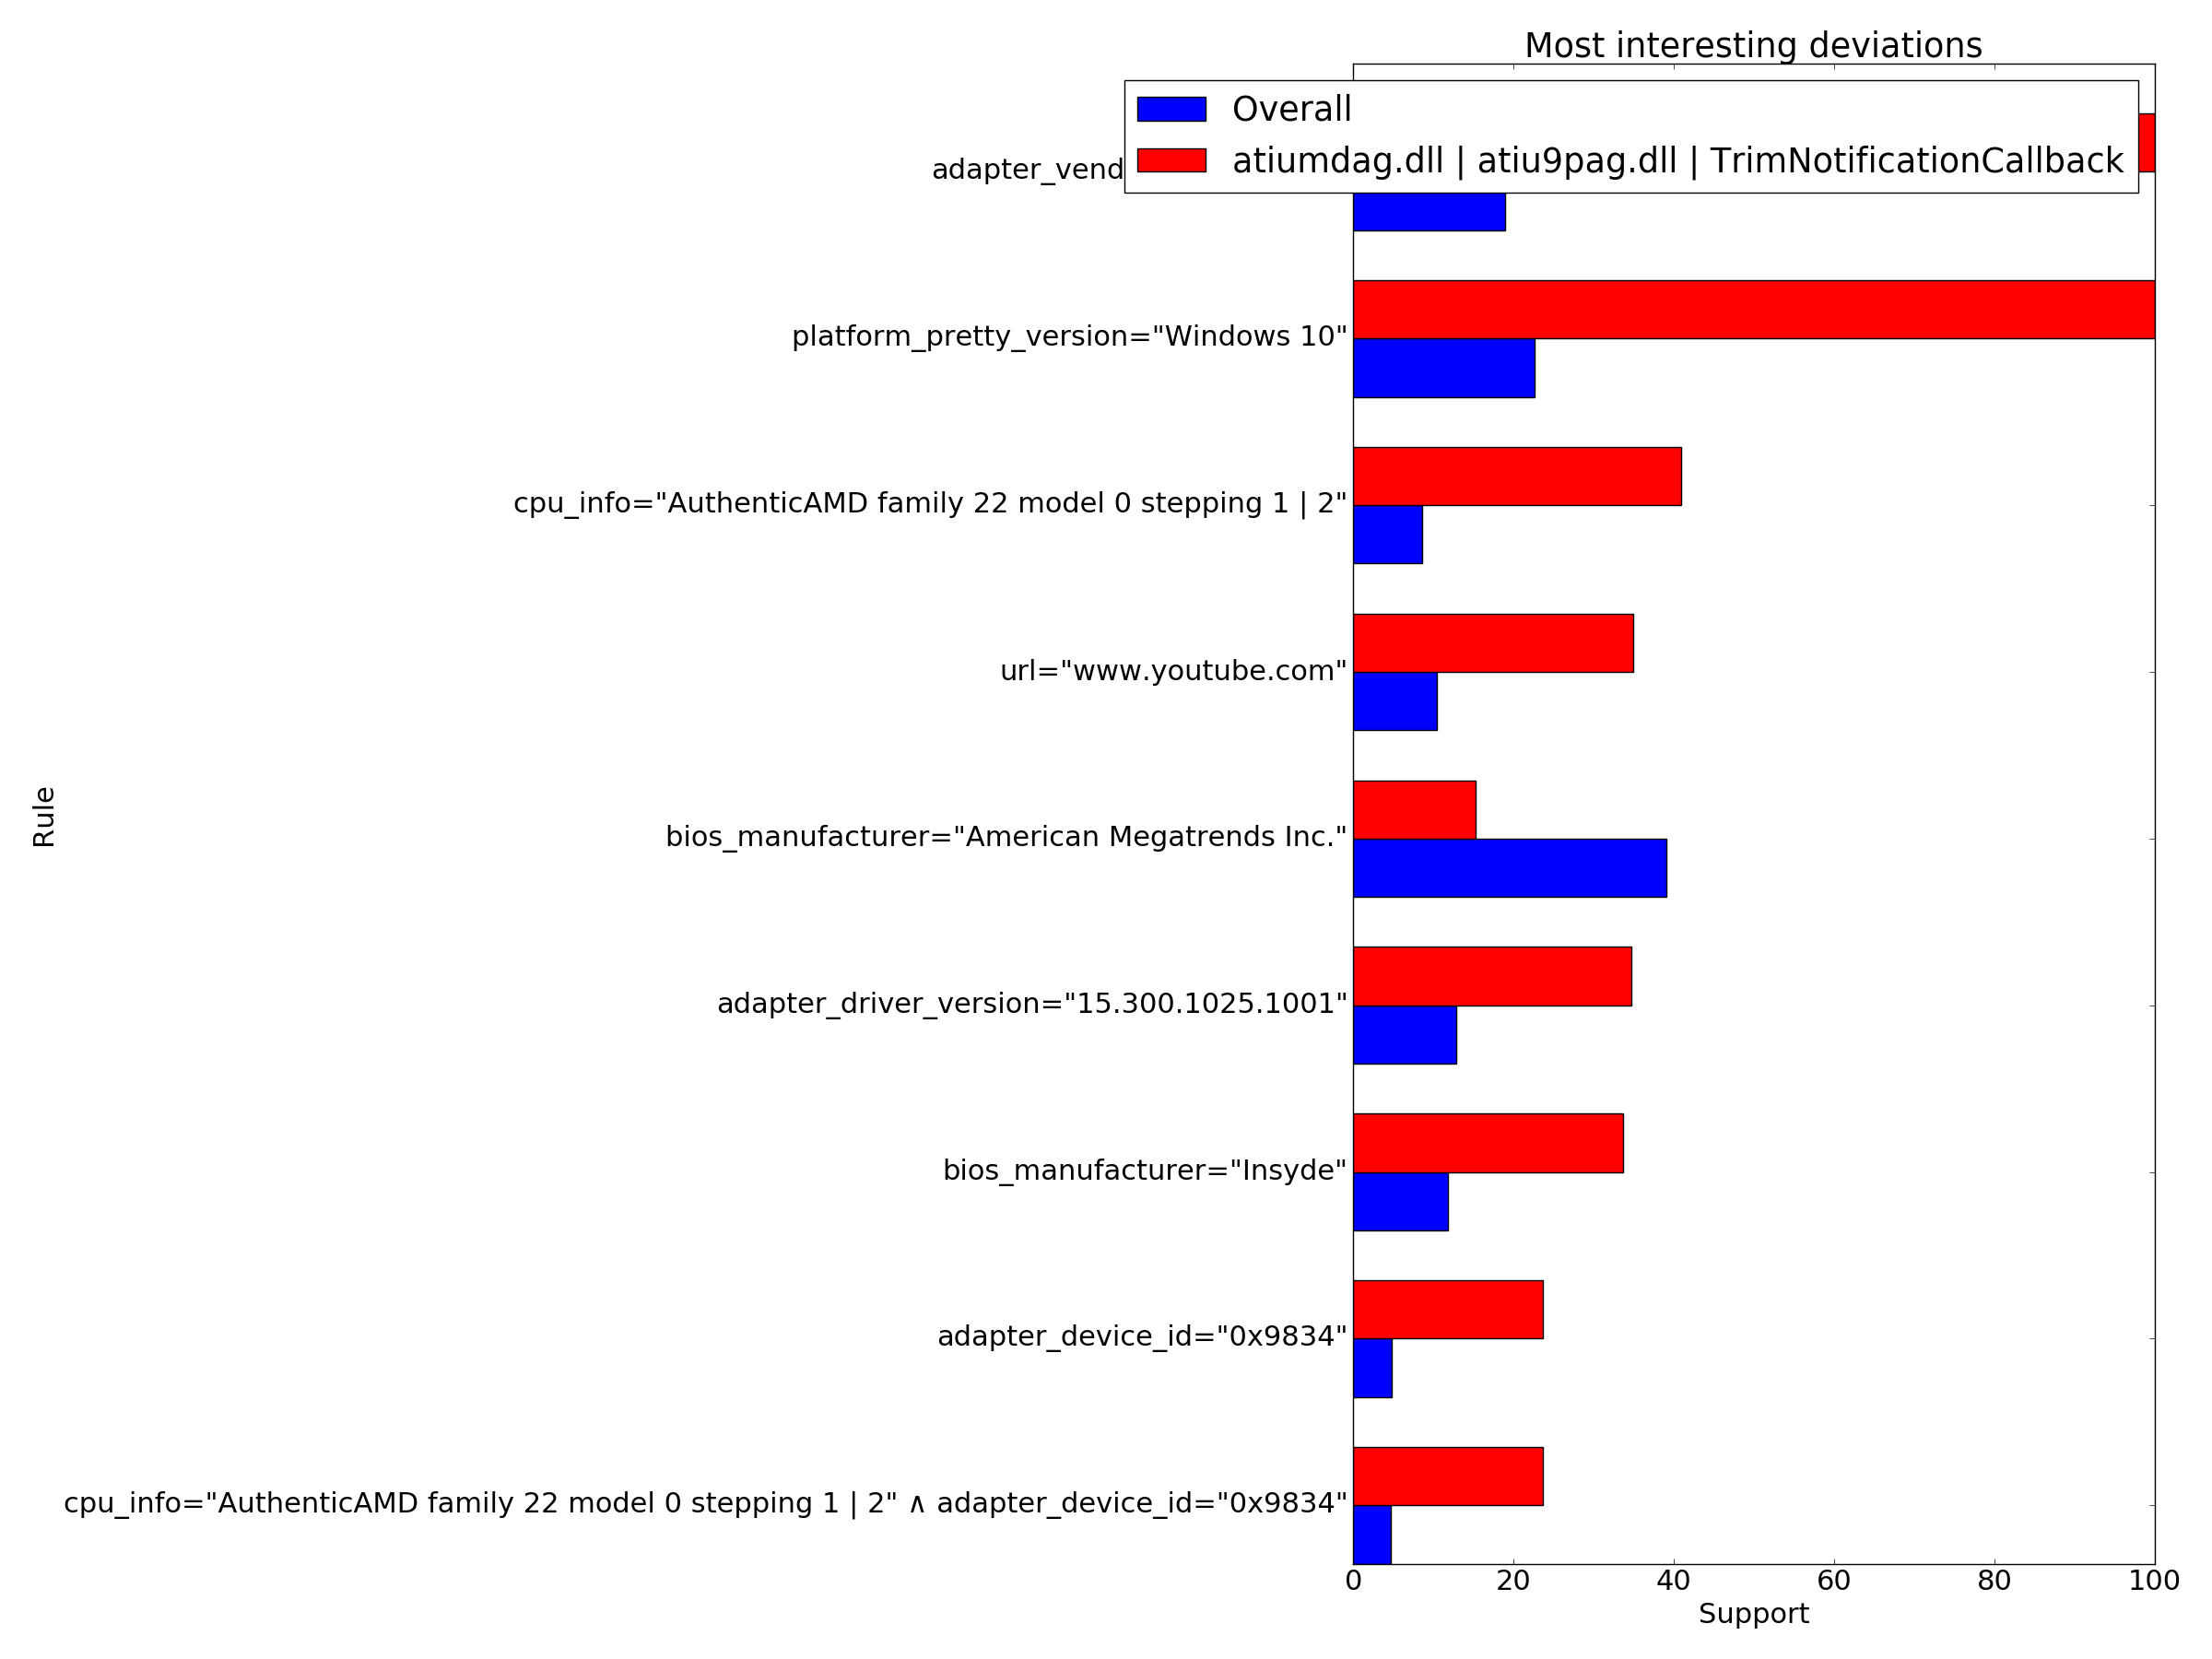 Most interesting deviations
Overall
atiumdag.dll | atiu9pag.dll | TrimNotificationCallback
platform_pretty_version="Windows 10"
cpu_info="AuthenticAMD family 22 model 0 stepping 1 | 2"
url="www.youtube.com"
Rule
bios_manufacturer="American Megatrends Inc."
adapter_driver_version="15.300.1025.1001"
bios_manufacturer="Insyde"
adapter_device_id="0x9834"
cpu_info="AuthenticAMD family 22 model 0 stepping 1 | 2" ∧ adapter_device_id="0x9834"
0 20 40 60 80 100
Support